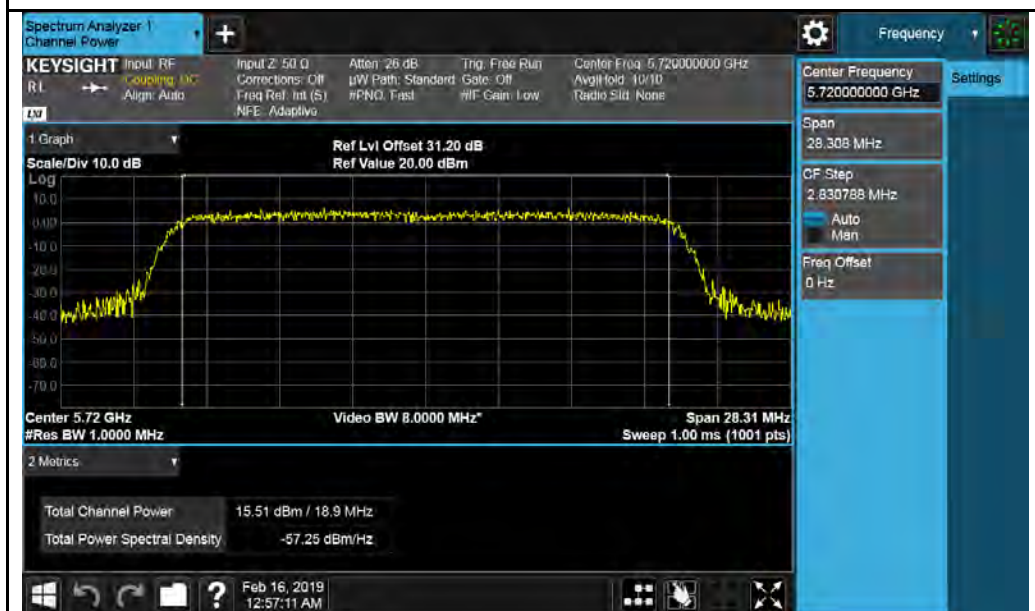 Spectrum Analyzer 1
Channel Power
+
Frequency
KEYSIGHT
Input: RF
Coupling: DC
Align: Auto
RL
LXI
Input Z: 50 Ω
Corrections: Off
Freq Ref: Int (S)
NFE: Adaptive
Atten: 26 dB
µW Path: Standard
#PNO: Fast
Trig: Free Run
Gate: Off
#IF Gain: Low
Center Freq: 5.720000000 GHz
Avg|Hold: 10/10
Radio Std: None
Center Frequency
5.720000000 GHz
Settings
Span
28.308 MHz
CF Step
2.830788 MHz
Auto
Man
Freq Offset
0 Hz
1 Graph
Ref Lvl Offset 31.20 dB
Scale/Div 10.0 dB
Ref Value 20.00 dBm
Log
10.0
0.00
-10.0
-20.0
-30.0
-40.0
-50.0
-60.0
-70.0
Center 5.72 GHz
Video BW 8.0000 MHz*
Span 28.31 MHz
#Res BW 1.0000 MHz
Sweep 1.00 ms (1001 pts)
2 Metrics
Total Channel Power 15.51 dBm / 18.9 MHz
Total Power Spectral Density -57.25 dBm/Hz
?
Feb 16, 2019
12:57:11 AM